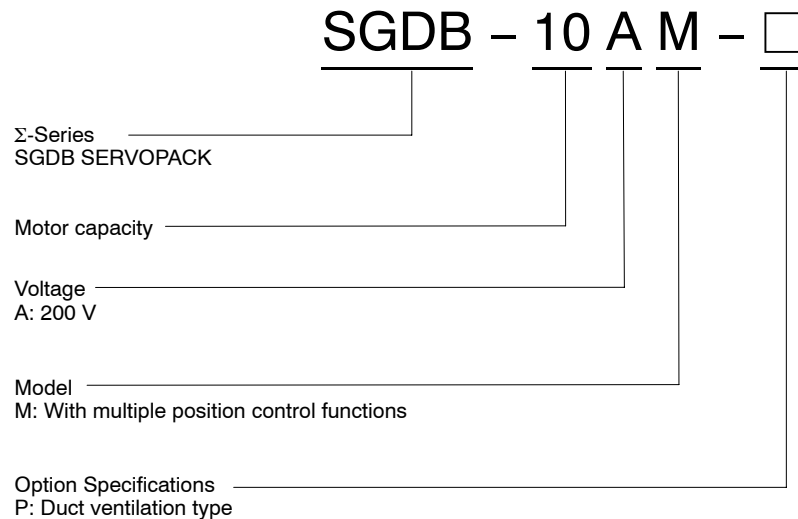 SGDB – 10 A M – □
Σ-Series
SGDB SERVOPACK
Motor capacity
Voltage
A: 200 V
Model
M: With multiple position control functions
Option Specifications
P: Duct ventilation type